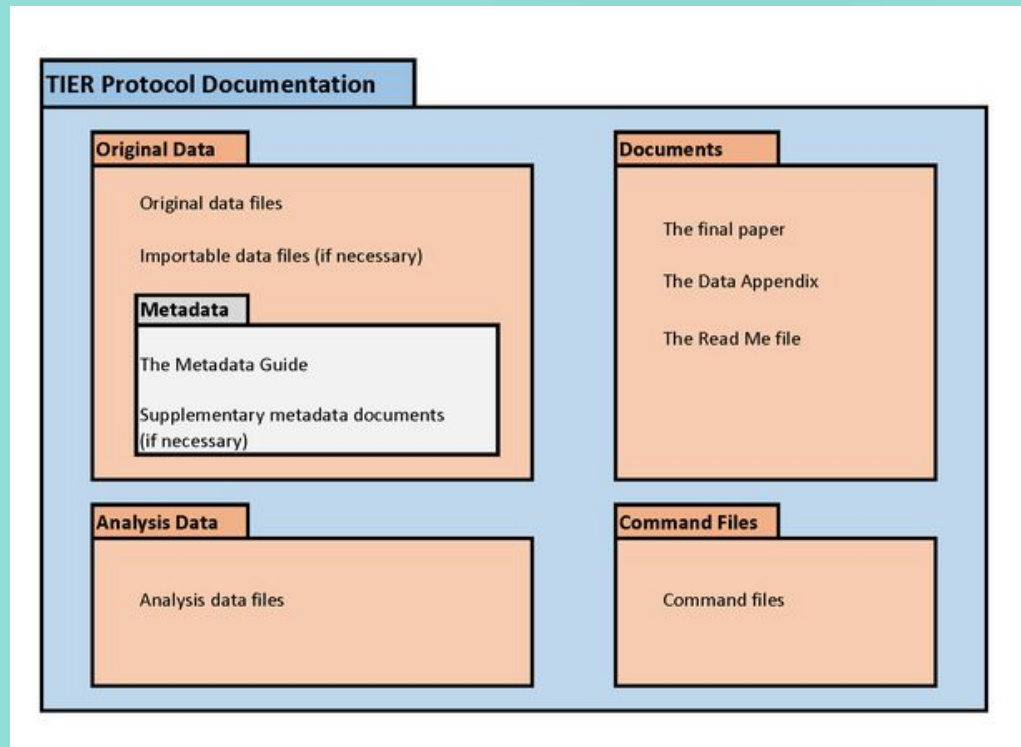 TIER Protocol Documentation
Original Data
Original data files
Importable data files (if necessary)
Metadata
The Metadata Guide
Supplementary metadata documents
(if necessary)
Documents
The final paper
The Data Appendix
The Read Me file
Analysis Data
Analysis data files
Command Files
Command files